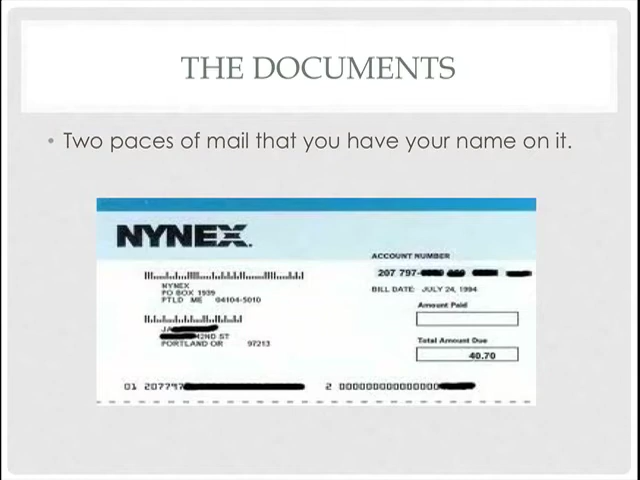 THE DOCUMENTS
• Two paces of mail that you have your name on it.
NYNEX.
ACCOUNT NUMBER
207 797-
BILL DATE: JULY 24, 1994
NYNEX
PO BOX 1939
PTLD ME 04104-5010
Amount Paid
JA
2ND ST
PORTLAND OR 97213
Total Amount Due
40.70
01 207797
2 0000000000000000